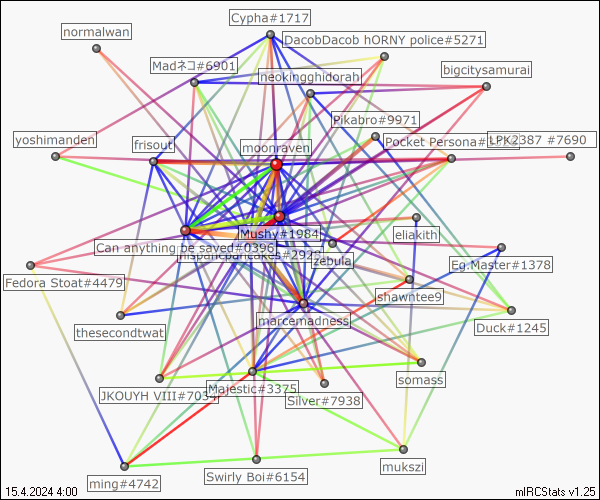 Cypha#1717
normalwan
DacobDacob hORNY police#5271
Madネコ#6901
neokingghidorah
bigcitysamurai
Pikabro#9971
yoshimanden
frisout
moonraven
Pocket Persona#
LPK2387 #7690
Mushy#1984
eliakith
Can anything be saved#0396
hispanicpancakes#2923
zebula
Eg.Master#1378
Fedora Stoat#4479
shawntee9
marcemadness
thesecondtwat
Duck#1245
somass
JKOUYH VIII#7034
Majestic#3375
Silver#7938
mukszi
ming#4742
Swirly Boi#6154
15.4.2024 4:00
mIRCStats v1.25